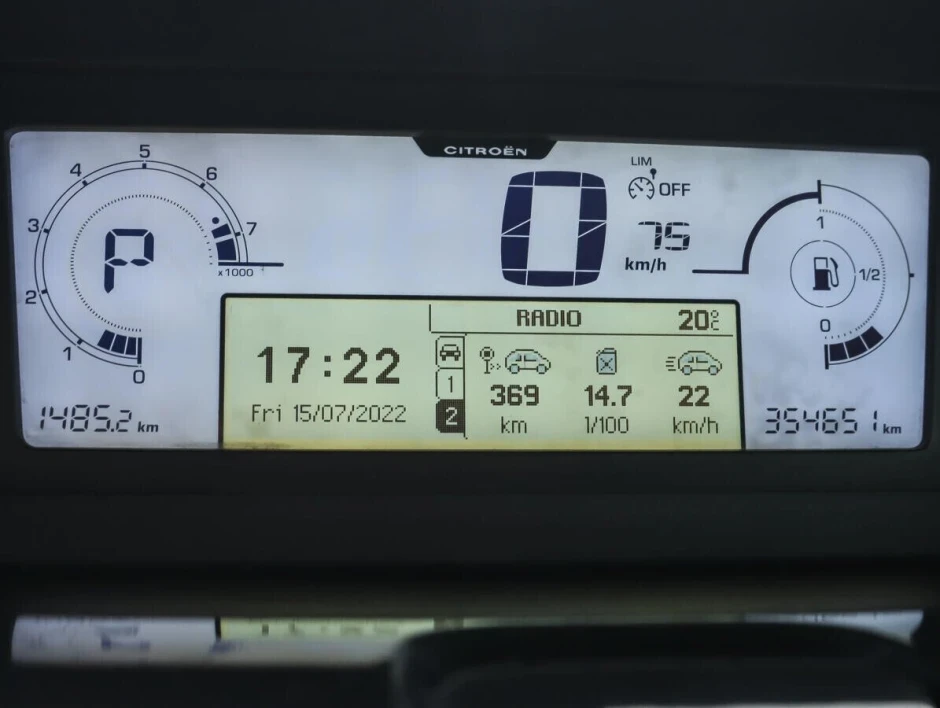 CITROËN
5
4
6
3
7
x1000
2
1
0
P
1485.2 km
0
LIM
OFF
75
km/h
RADIO
20°C
17:22
Fri 15/07/2022
1
2
369
14.7
22
km
l/100
km/h
1
1/2
0
354651 km